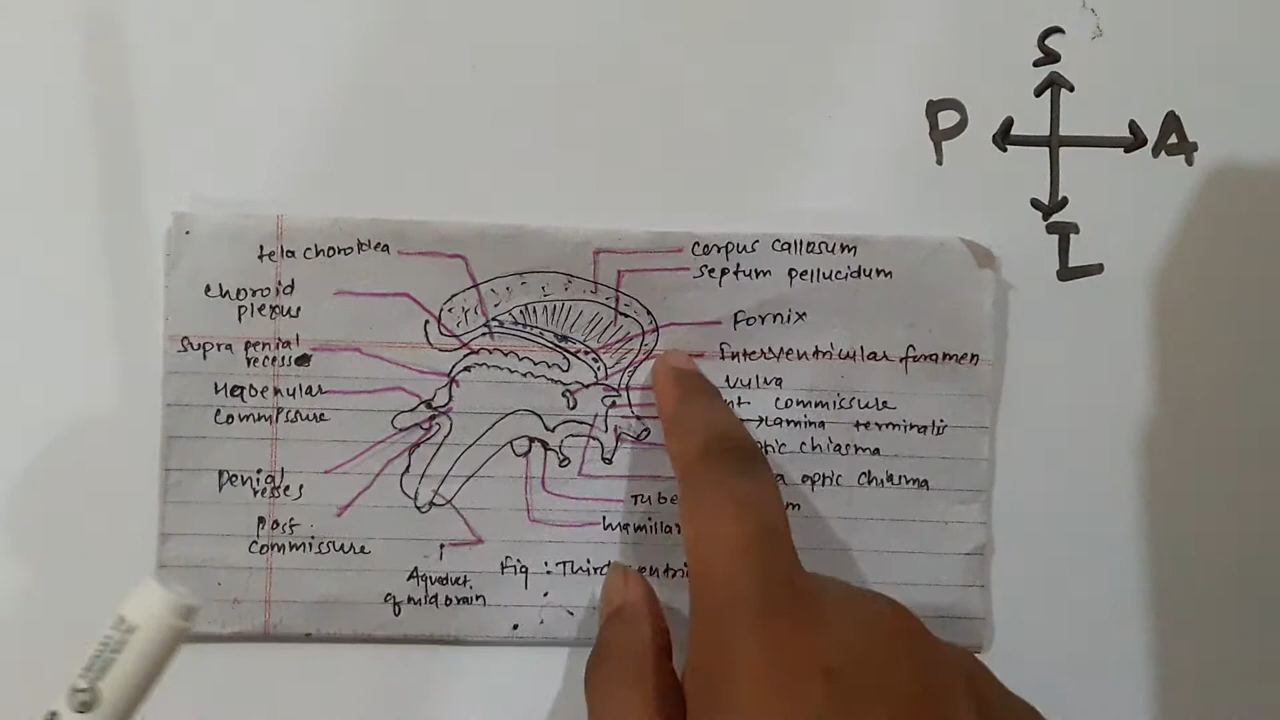 S
P
A
I
tela choroidea
corpus callosum
septum pellucidum
choroid
plexus
Fornix
Supra penial
recess
Interventricular foramen
Habenular
commissure
vulva
commissure
→lamina terminalis
chiasma
penial
optic chiasma
Tube
Mamillar
post.
commissure
Aqueduct.
of midbrain
Fig : Third